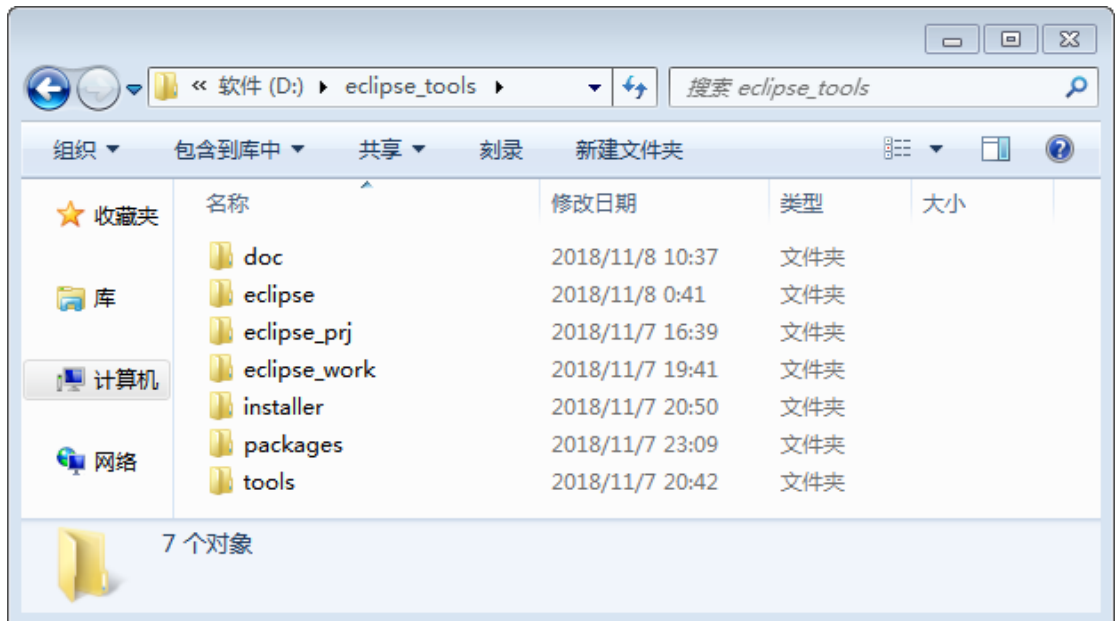 « 软件 (D:) ▸ eclipse_tools ▸ 搜索 eclipse_tools
组织 包含到库中 共享 刻录 新建文件夹
名称 修改日期 类型 大小
收藏夹
库
计算机
网络
doc 2018/11/8 10:37 文件夹
eclipse 2018/11/8 0:41 文件夹
eclipse_prj 2018/11/7 16:39 文件夹
eclipse_work 2018/11/7 19:41 文件夹
installer 2018/11/7 20:50 文件夹
packages 2018/11/7 23:09 文件夹
tools 2018/11/7 20:42 文件夹
7 个对象